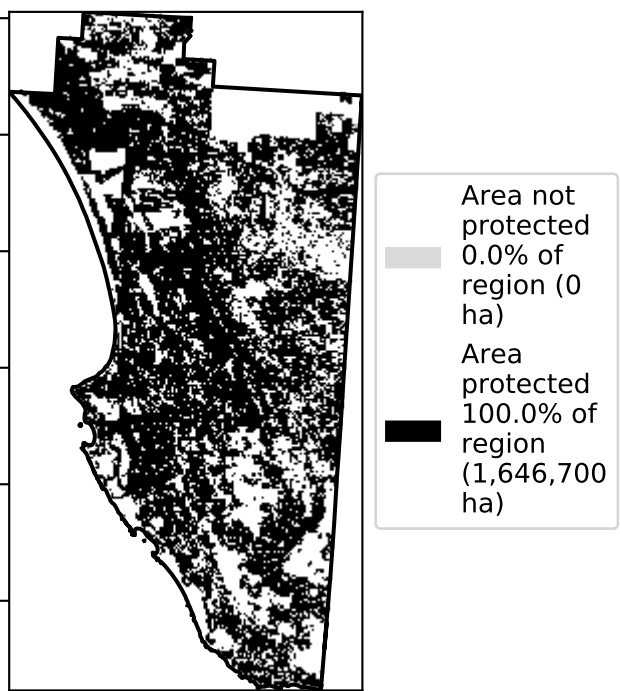 Area not
protected
0.0% of
region (0
ha)
Area
protected
100.0% of
region
(1,646,700
ha)